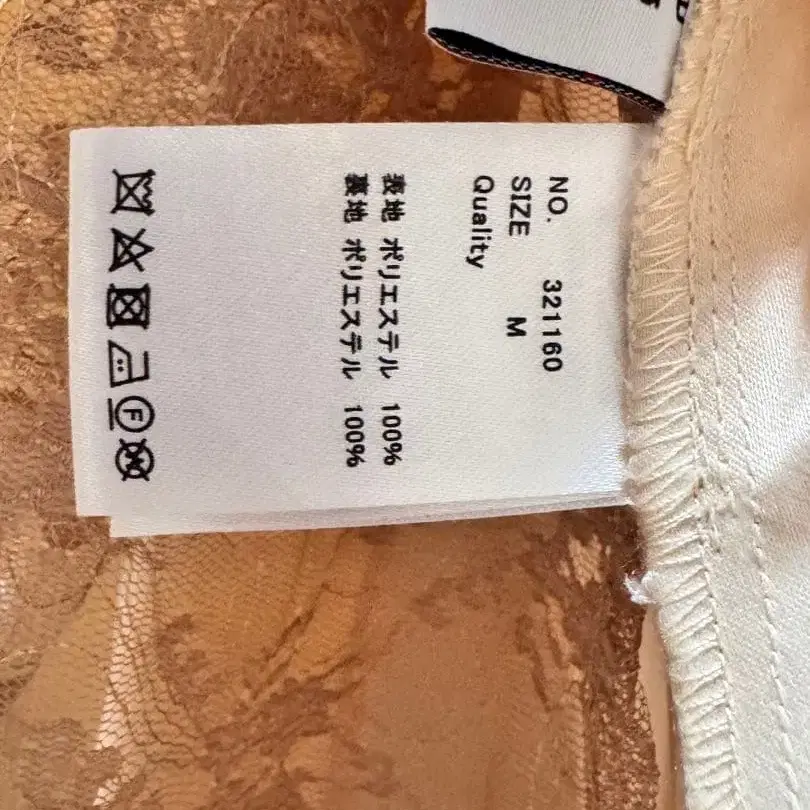 NO. 321160
SIZE M
Quality
表地 ポリエステル 100%
裏地 ポリエステル 100%
F